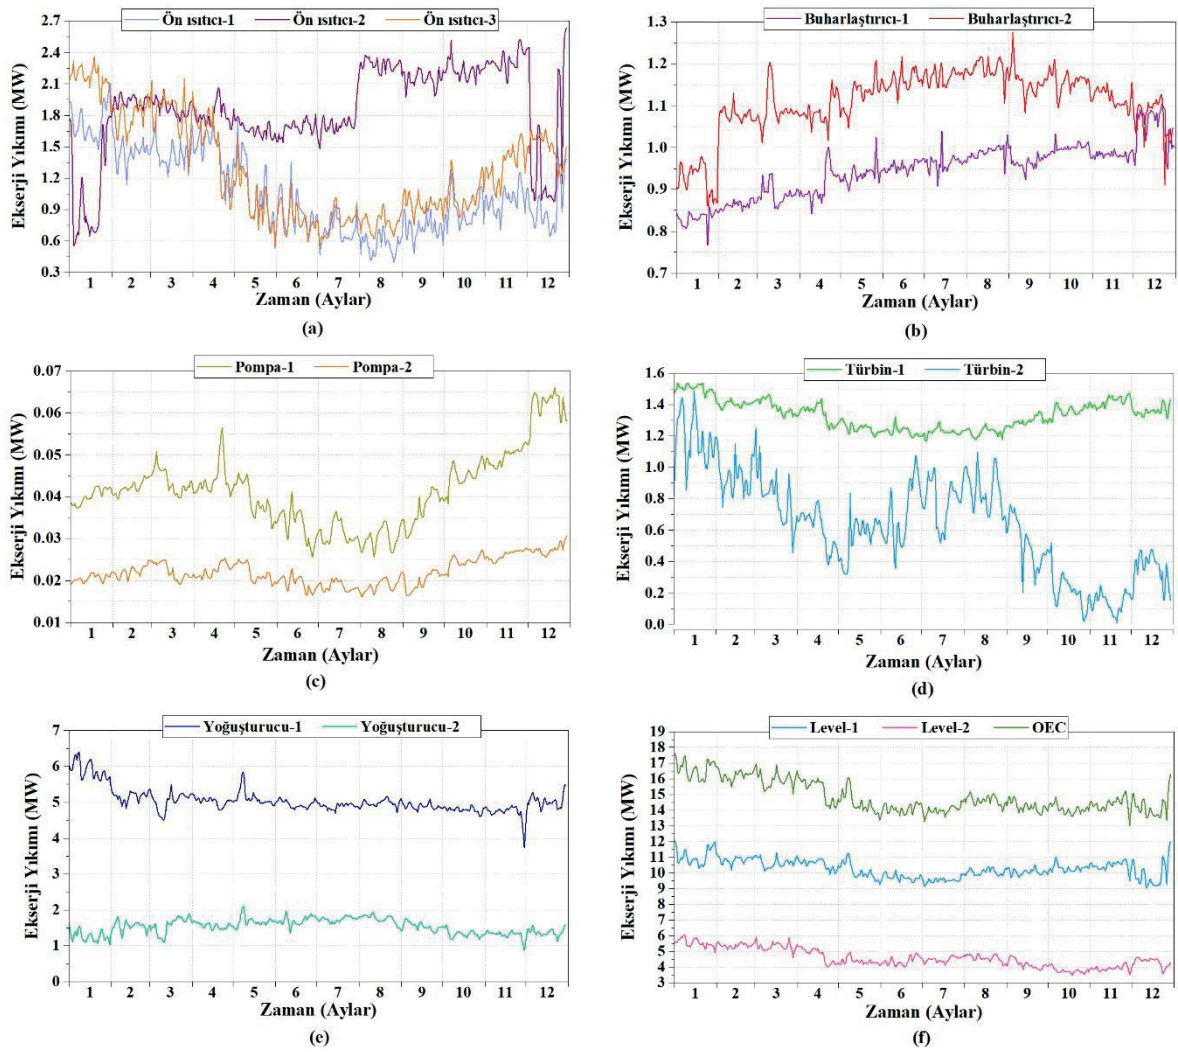 Ön ısıtıcı-1 Ön ısıtıcı-2 Ön ısıtıcı-3
Ekserji Yıkımı (MW)
2.7
2.4
2.1
1.8
1.5
1.2
0.9
0.6
0.3
1 2 3 4 5 6 7 8 9 10 11 12
Zaman (Aylar)
(a)
Buharlaştırıcı-1 Buharlaştırıcı-2
Ekserji Yıkımı (MW)
1.3
1.2
1.1
1.0
0.9
0.8
0.7
1 2 3 4 5 6 7 8 9 10 11 12
Zaman (Aylar)
(b)
Pompa-1 Pompa-2
Ekserji Yıkımı (MW)
0.07
0.06
0.05
0.04
0.03
0.02
0.01
1 2 3 4 5 6 7 8 9 10 11 12
Zaman (Aylar)
(c)
Türbin-1 Türbin-2
Ekserji Yıkımı (MW)
1.6
1.4
1.2
1.0
0.8
0.6
0.4
0.2
0.0
1 2 3 4 5 6 7 8 9 10 11 12
Zaman (Aylar)
(d)
Yoğuşturucu-1 Yoğuşturucu-2
Ekserji Yıkımı (MW)
7
6
5
4
3
2
1
0
1 2 3 4 5 6 7 8 9 10 11 12
Zaman (Aylar)
(e)
Level-1 Level-2 OEC
Ekserji Yıkımı (MW)
19
18
17
16
15
14
13
12
11
10
9
8
7
6
5
4
3
1 2 3 4 5 6 7 8 9 10 11 12
Zaman (Aylar)
(f)